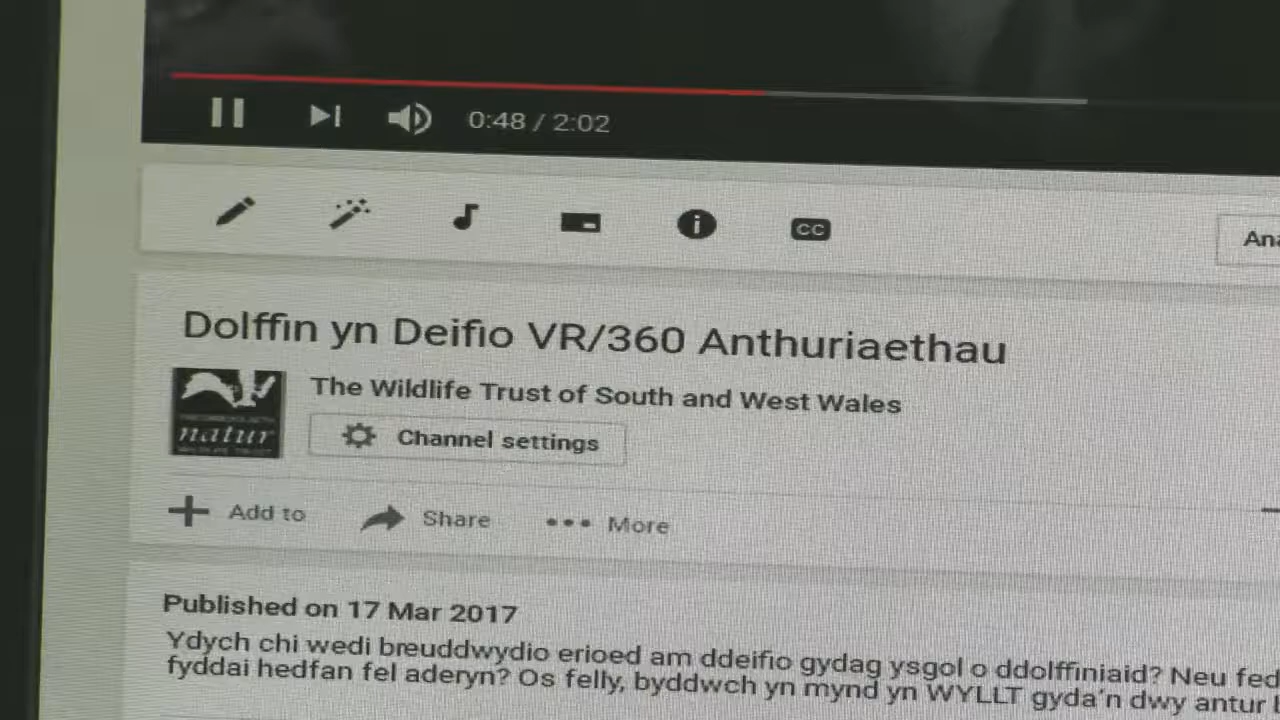 0:48 / 2:02
CC
Dolffin yn Deifio VR/360 Anthuriaethau
The Wildlife Trust of South and West Wales
natur
Channel settings
Add to
Share
More
Published on 17 Mar 2017
Ydych chi wedi breuddwydio erioed am ddeifio gydag ysgol o ddolffiniaid? Neu
fyddai hedfan fel aderyn? Os felly, byddwch yn mynd yn WYLLT gyda'n dwy antur